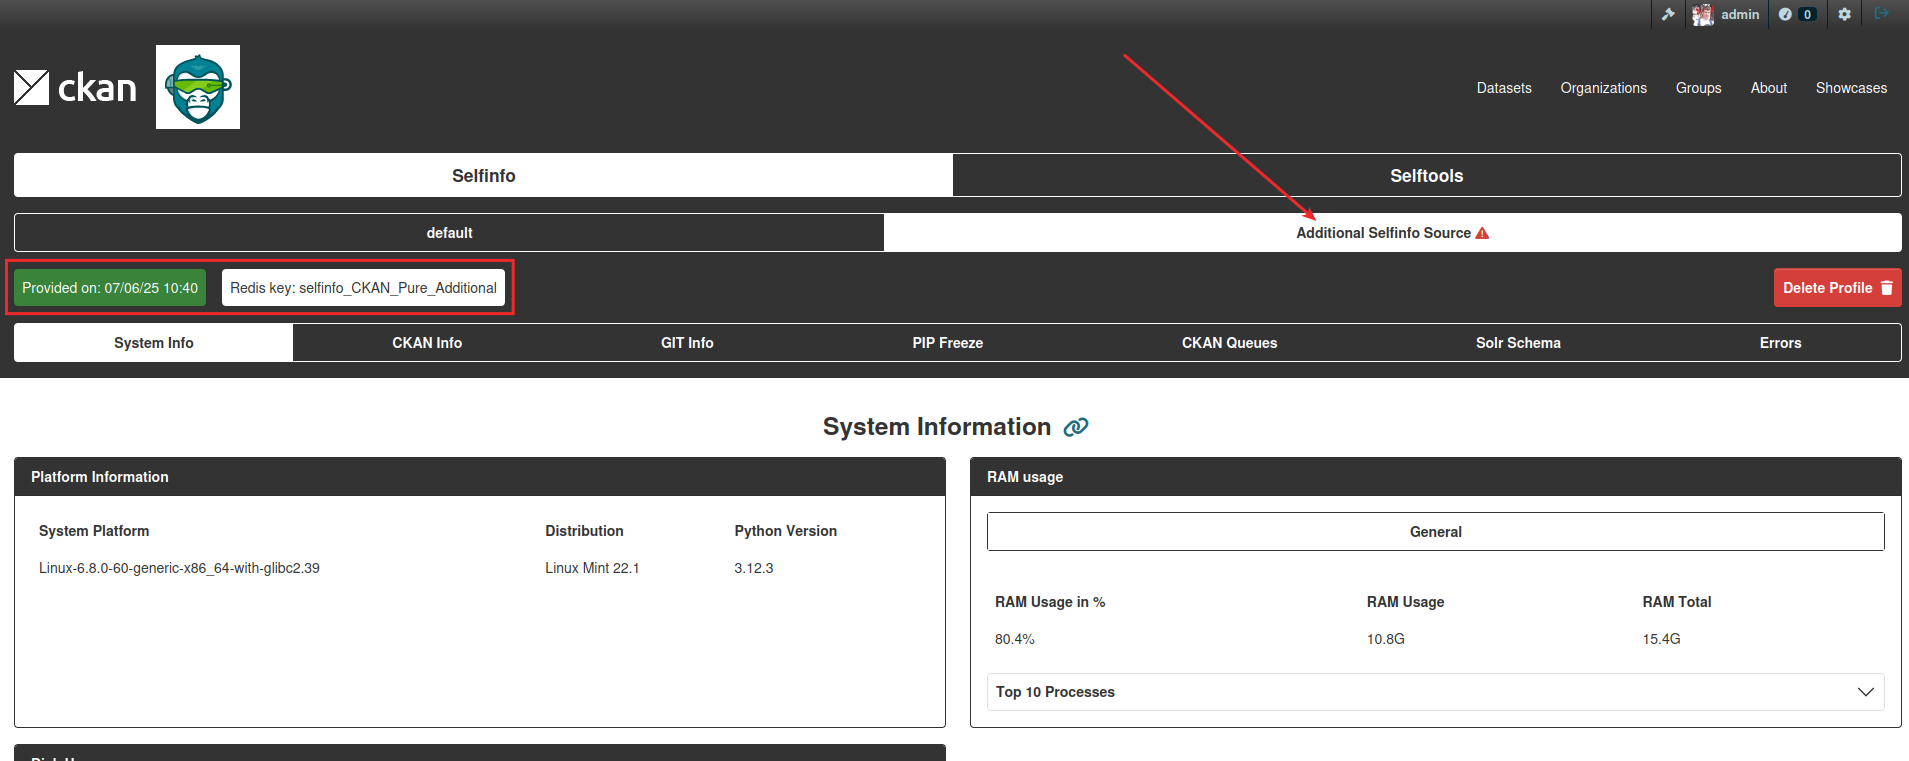 admin 0
ckan
Datasets Organizations Groups About Showcases
Selfinfo Selftools
default Additional Selfinfo Source
Provided on: 07/06/25 10:40 Redis key: selfinfo_CKAN_Pure_Additional Delete Profile
System Info CKAN Info GIT Info PIP Freeze CKAN Queues Solr Schema Errors
System Information
Platform Information
System Platform Distribution Python Version
Linux-6.8.0-60-generic-x86_64-with-glibc2.39 Linux Mint 22.1 3.12.3
RAM usage
General
RAM Usage in % RAM Usage RAM Total
80.4% 10.8G 15.4G
Top 10 Processes